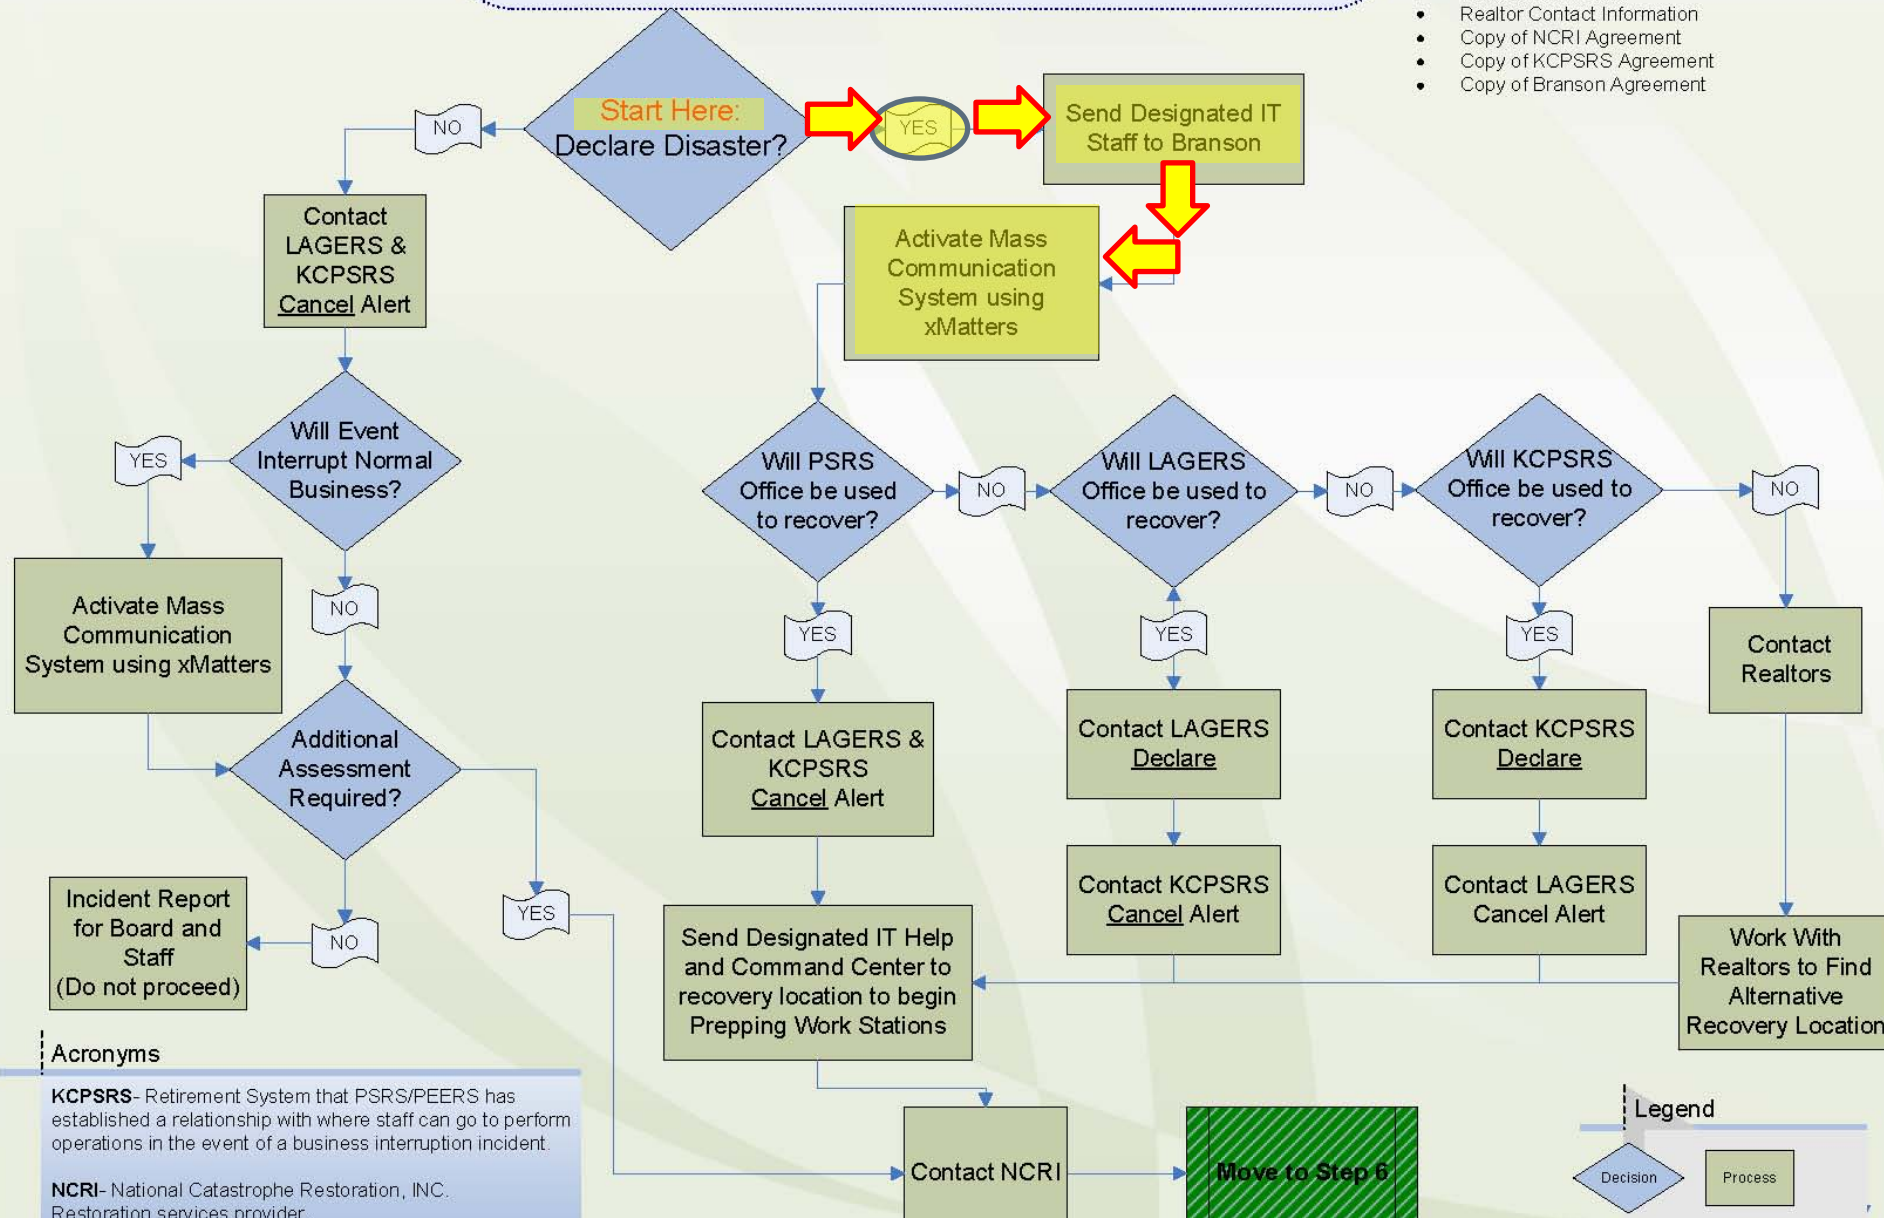 Realtor Contact Information
Copy of NCRI Agreement
Copy of KCPSRS Agreement
Copy of Branson Agreement
Start Here:
Declare Disaster?
NO
YES
Send Designated IT
Staff to Branson
Contact
LAGERS &
KCPSRS
Cancel Alert
Activate Mass
Communication
System using
xMatters
Will Event
Interrupt Normal
Business?
YES
NO
Will PSRS
Office be used
to recover?
NO
Will LAGERS
Office be used to
recover?
NO
Will KCPSRS
Office be used to
recover?
NO
Activate Mass
Communication
System using xMatters
YES
YES
YES
Contact
Realtors
Additional
Assessment
Required?
Contact LAGERS &
KCPSRS
Cancel Alert
Contact LAGERS
Declare
Contact KCPSRS
Declare
Incident Report
for Board and
Staff
(Do not proceed)
NO
YES
Send Designated IT Help
and Command Center to
recovery location to begin
Prepping Work Stations
Contact KCPSRS
Cancel Alert
Contact LAGERS
Cancel Alert
Work With
Realtors to Find
Alternative
Recovery Location
Acronyms
KCPSRS- Retirement System that PSRS/PEERS has
established a relationship with where staff can go to perform
operations in the event of a business interruption incident.
NCRI- National Catastrophe Restoration, INC.
Restoration services provider
Contact NCRI
Move to Step 6
Legend
Decision
Process